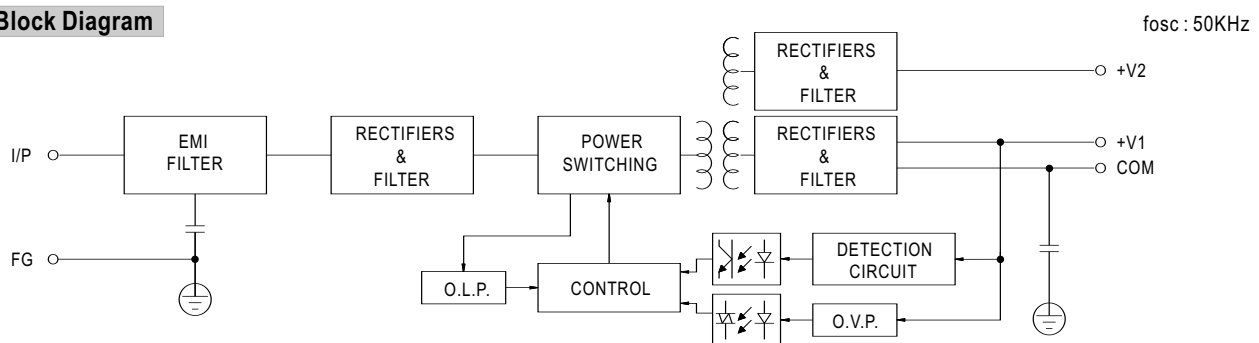 Block Diagram
fosc : 50KHz
RECTIFIERS
&
FILTER
+V2
I/P
EMI
FILTER
RECTIFIERS
&
FILTER
POWER
SWITCHING
RECTIFIERS
&
FILTER
+V1
COM
FG
O.L.P.
CONTROL
DETECTION
CIRCUIT
O.V.P.